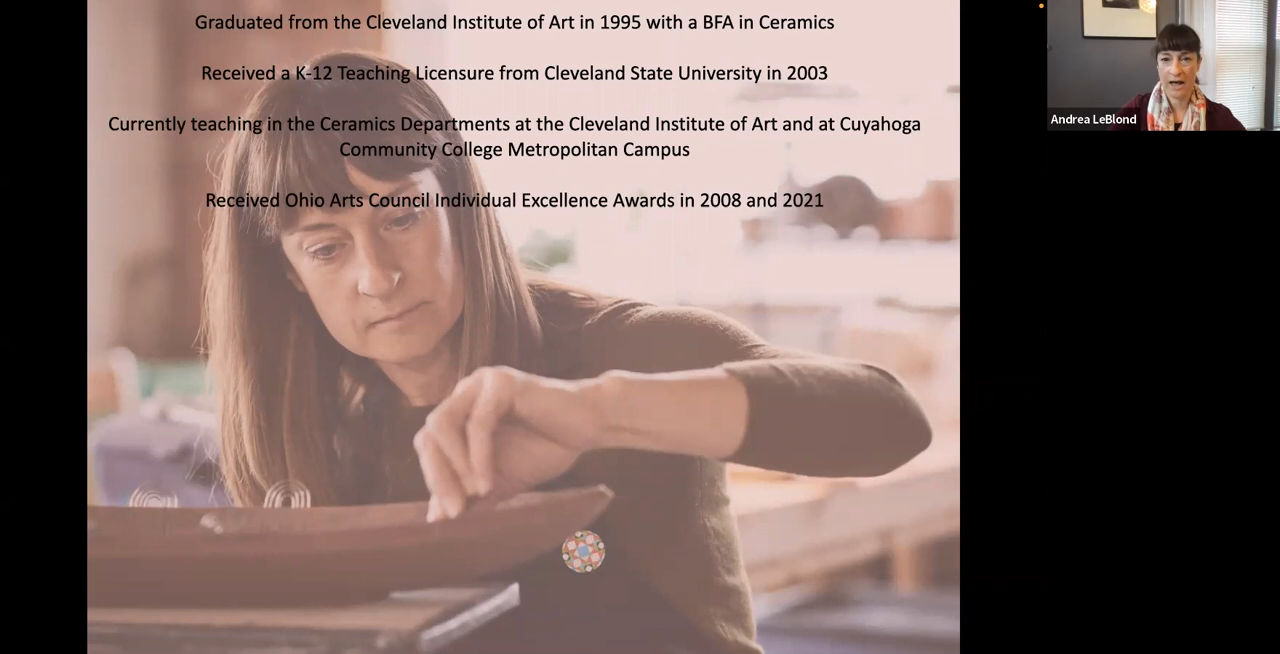 Graduated from the Cleveland Institute of Art in 1995 with a BFA in Ceramics
Received a K-12 Teaching Licensure from Cleveland State University in 2003
Currently teaching in the Ceramics Departments at the Cleveland Institute of Art and at Cuyahoga
Community College Metropolitan Campus
Received Ohio Arts Council Individual Excellence Awards in 2008 and 2021
Andrea LeBlond